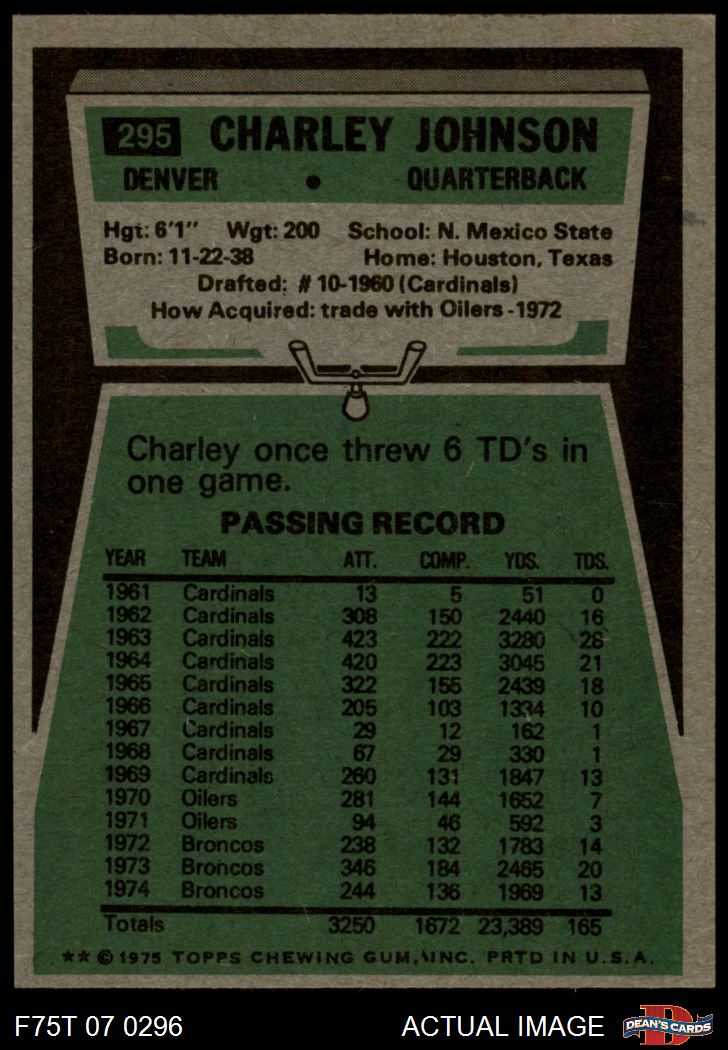 295 CHARLEY JOHNSON
DENVER • QUARTERBACK
Hgt: 6'1" Wgt: 200 School: N. Mexico State
Born: 11-22-38 Home: Houston, Texas
Drafted: # 10-1960 (Cardinals)
How Acquired: trade with Oilers - 1972
Charley once threw 6 TD's in
one game.
PASSING RECORD
YEAR TEAM ATT. COMP. YDS. TDS.
1961 Cardinals 13 5 51 0
1962 Cardinals 308 150 2440 16
1963 Cardinals 423 222 3280 28
1964 Cardinals 420 223 3045 21
1965 Cardinals 322 155 2439 18
1966 Cardinals 205 103 1334 10
1967 Cardinals 29 12 162 1
1968 Cardinals 67 29 330 1
1969 Cardinals 260 131 1847 13
1970 Oilers 281 144 1652 7
1971 Oilers 94 46 592 3
1972 Broncos 238 132 1783 14
1973 Broncos 346 184 2465 20
1974 Broncos 244 136 1969 13
Totals 3250 1672 23,389 165
** © 1975 TOPPS CHEWING GUM, INC. PRTD IN U.S.A.
F75T 07 0296 ACTUAL IMAGE D DEAN'S CARDS